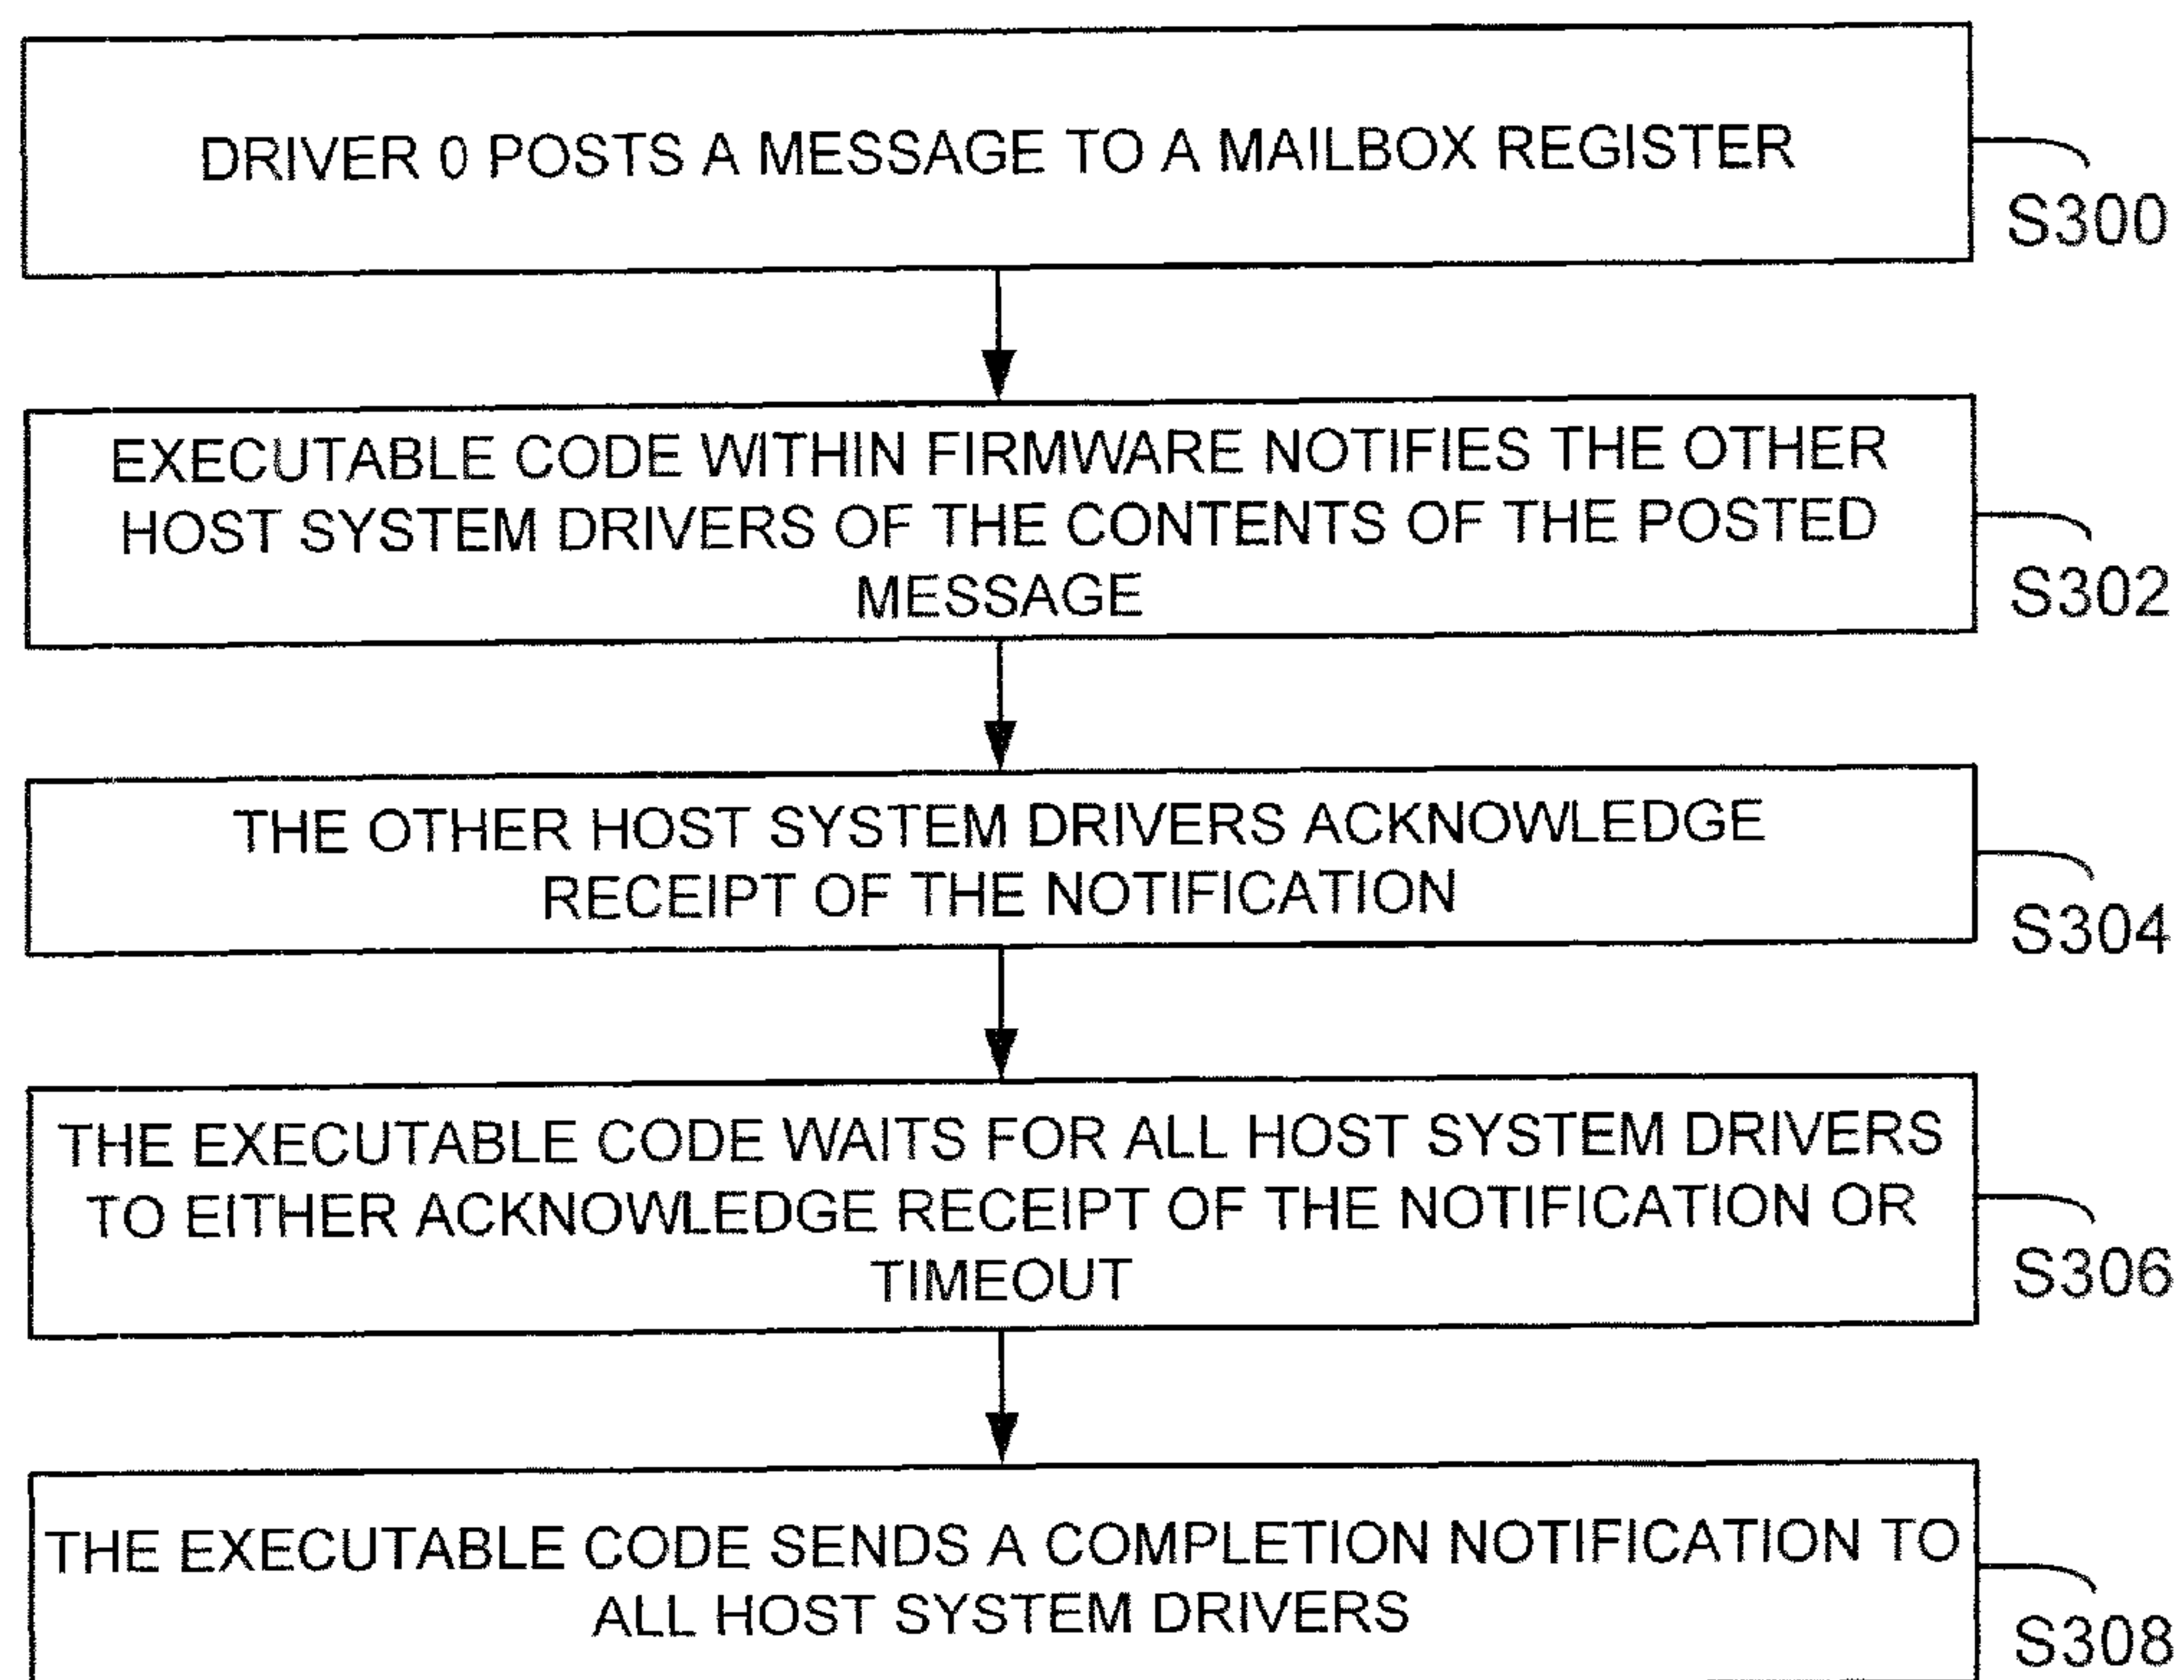 DRIVER 0 POSTS A MESSAGE TO A MAILBOX REGISTER
S300
EXECUTABLE CODE WITHIN FIRMWARE NOTIFIES THE OTHER
HOST SYSTEM DRIVERS OF THE CONTENTS OF THE POSTED
MESSAGE
S302
THE OTHER HOST SYSTEM DRIVERS ACKNOWLEDGE
RECEIPT OF THE NOTIFICATION
S304
THE EXECUTABLE CODE WAITS FOR ALL HOST SYSTEM DRIVERS
TO EITHER ACKNOWLEDGE RECEIPT OF THE NOTIFICATION OR
TIMEOUT
S306
THE EXECUTABLE CODE SENDS A COMPLETION NOTIFICATION TO
ALL HOST SYSTEM DRIVERS
S308